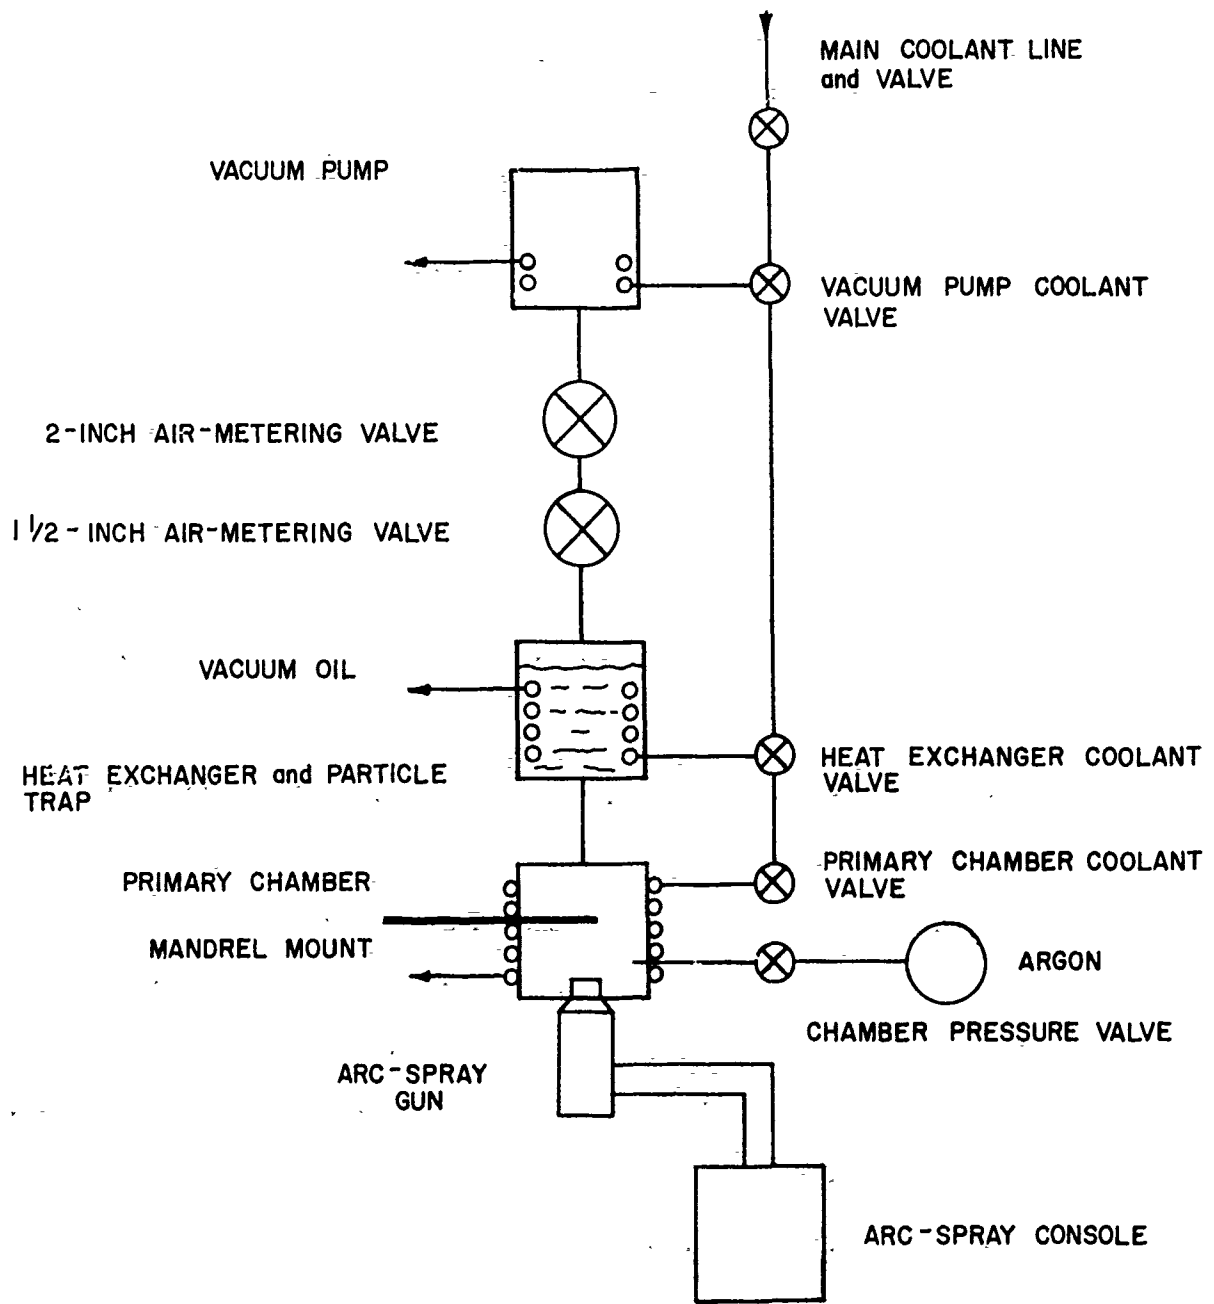 MAIN COOLANT LINE
and VALVE
VACUUM PUMP
VACUUM PUMP COOLANT
VALVE
2-INCH AIR-METERING VALVE
1 1/2-INCH AIR-METERING VALVE
VACUUM OIL
HEAT EXCHANGER and PARTICLE
TRAP
HEAT EXCHANGER COOLANT
VALVE
PRIMARY CHAMBER
PRIMARY CHAMBER COOLANT
VALVE
MANDREL MOUNT
ARGON
CHAMBER PRESSURE VALVE
ARC-SPRAY
GUN
ARC-SPRAY CONSOLE